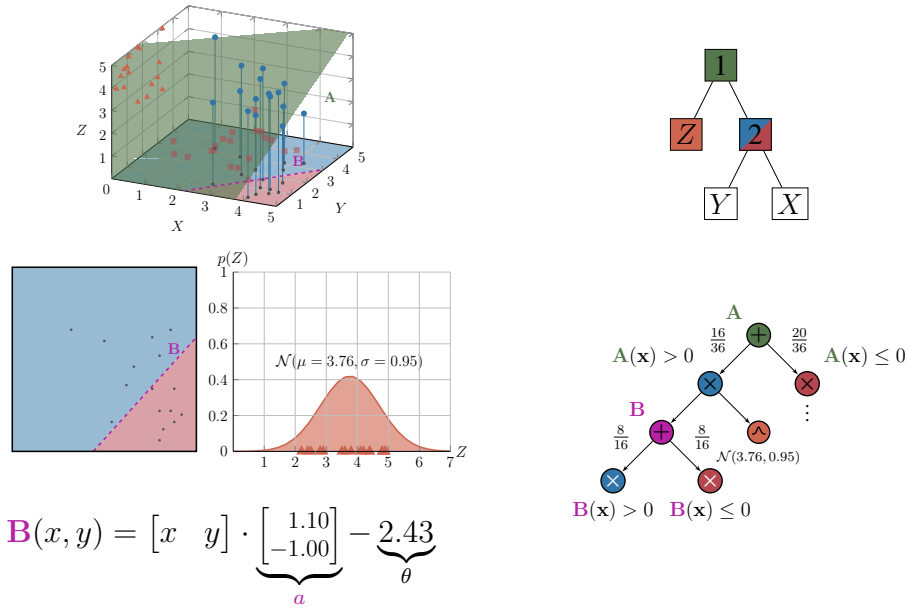 5
4
3
2
1
Z
A
B
0
1
2
3
4
5
X
1
2
3
4
5
Y
1
Z
2
Y
X
B
p(Z)
1
0.8
0.6
0.4
0.2
0
N(μ = 3.76, σ = 0.95)
1
2
3
4
5
6
7
Z
A
16/36
20/36
A(x) > 0
A(x) ≤ 0
⋮
B
8/16
8/16
N(3.76, 0.95)
B(x) > 0
B(x) ≤ 0
B(x, y) = [x y] · [1.10 −1.00] − 2.43
a
θ